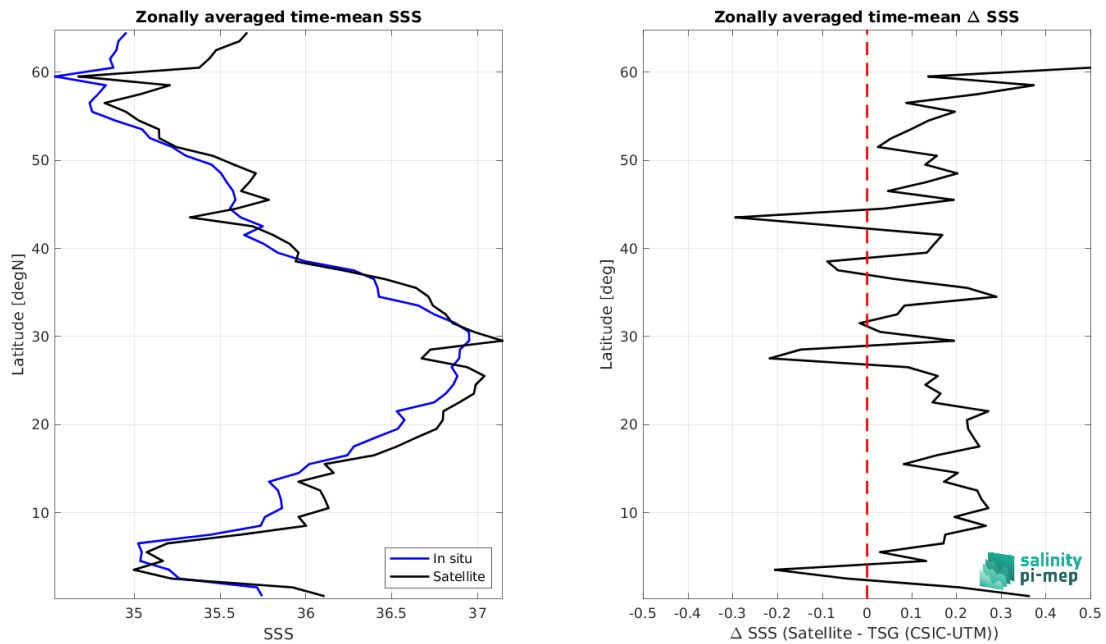 Zonally averaged time-mean SSS
60
50
40
30
20
10
Latitude [degN]
35
35.5
36
36.5
37
SSS
In situ
Satellite
Zonally averaged time-mean Δ SSS
60
50
40
30
20
10
0
Latitude [deg]
-0.5
-0.4
-0.3
-0.2
-0.1
0
0.1
0.2
0.3
0.4
0.5
Δ SSS (Satellite - TSG (CSIC-UTM))
salinity
pi-mep